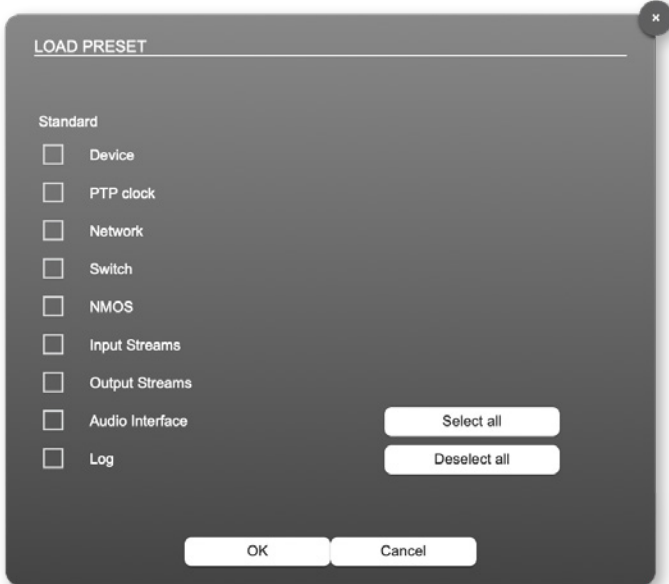 LOAD PRESET
Standard
Device
PTP clock
Network
Switch
NMOS
Input Streams
Output Streams
Audio Interface
Select all
Log
Deselect all
OK
Cancel